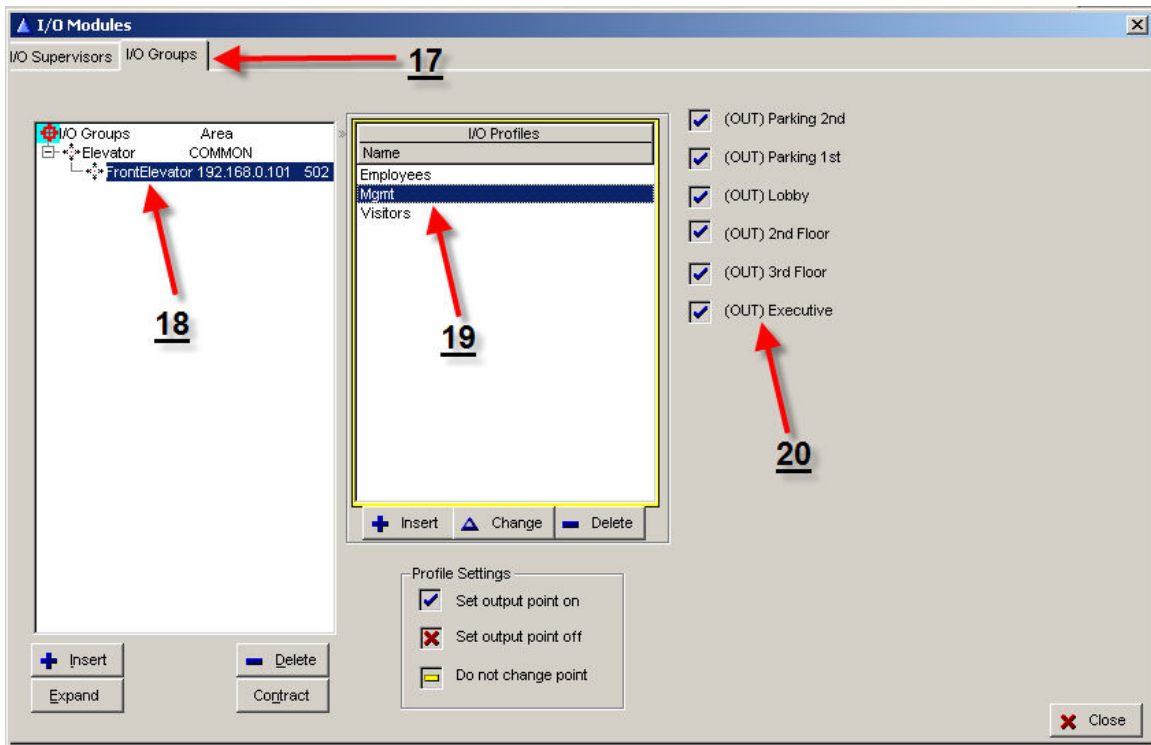 I/O Modules
I/O Supervisors I/O Groups
17
I/O Groups Area
Elevator COMMON
FrontElevator 192.168.0.101 502
18
»
I/O Profiles
Name
Employees
Mgmt
Visitors
19
Insert Change Delete
(OUT) Parking 2nd
(OUT) Parking 1st
(OUT) Lobby
(OUT) 2nd Floor
(OUT) 3rd Floor
(OUT) Executive
20
Profile Settings
Set output point on
Set output point off
Do not change point
Insert Delete
Expand Contract
Close